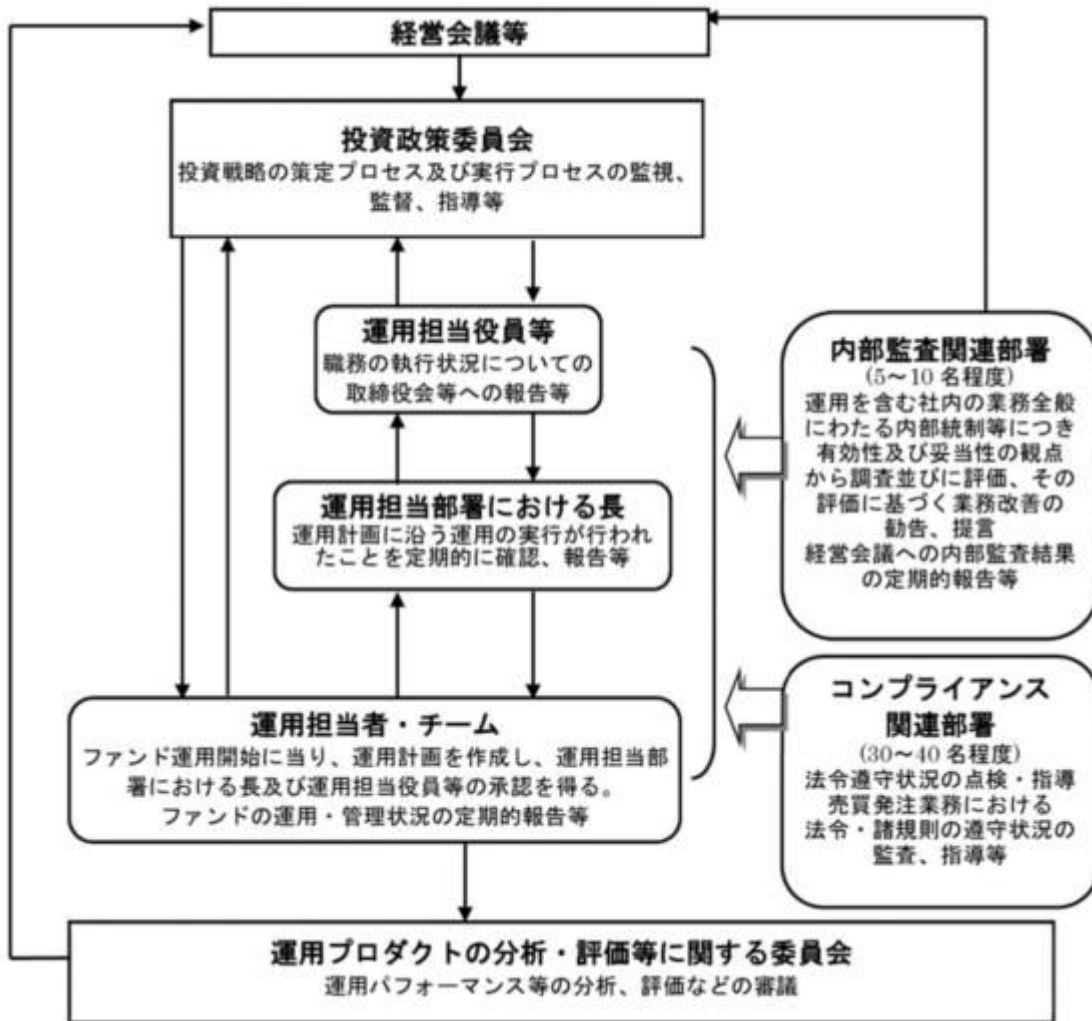 経営会議等
投資政策委員会
投資戦略の策定プロセス及び実行プロセスの監視、
監督、指導等
運用担当役員等
職務の執行状況についての
取締役会等への報告等
運用担当部署における長
運用計画に沿う運用の実行が行われ
たことを定期的に確認、報告等
運用担当者・チーム
ファンド運用開始に当り、運用計画を作成し、運用担当部
署における長及び運用担当役員等の承認を得る。
ファンドの運用・管理状況の定期的報告等
内部監査関連部署
(5～10 名程度)
運用を含む社内の業務全般
にわたる内部統制等につき
有効性及び妥当性の観点
から調査並びに評価、その
評価に基づく業務改善の
勧告、提言
経営会議への内部監査結果
の定期的報告等
コンプライアンス
関連部署
(30～40 名程度)
法令遵守状況の点検・指導
売買発注業務における
法令・諸規則の遵守状況の
監査、指導等
運用プロダクトの分析・評価等に関する委員会
運用パフォーマンス等の分析、評価などの審議